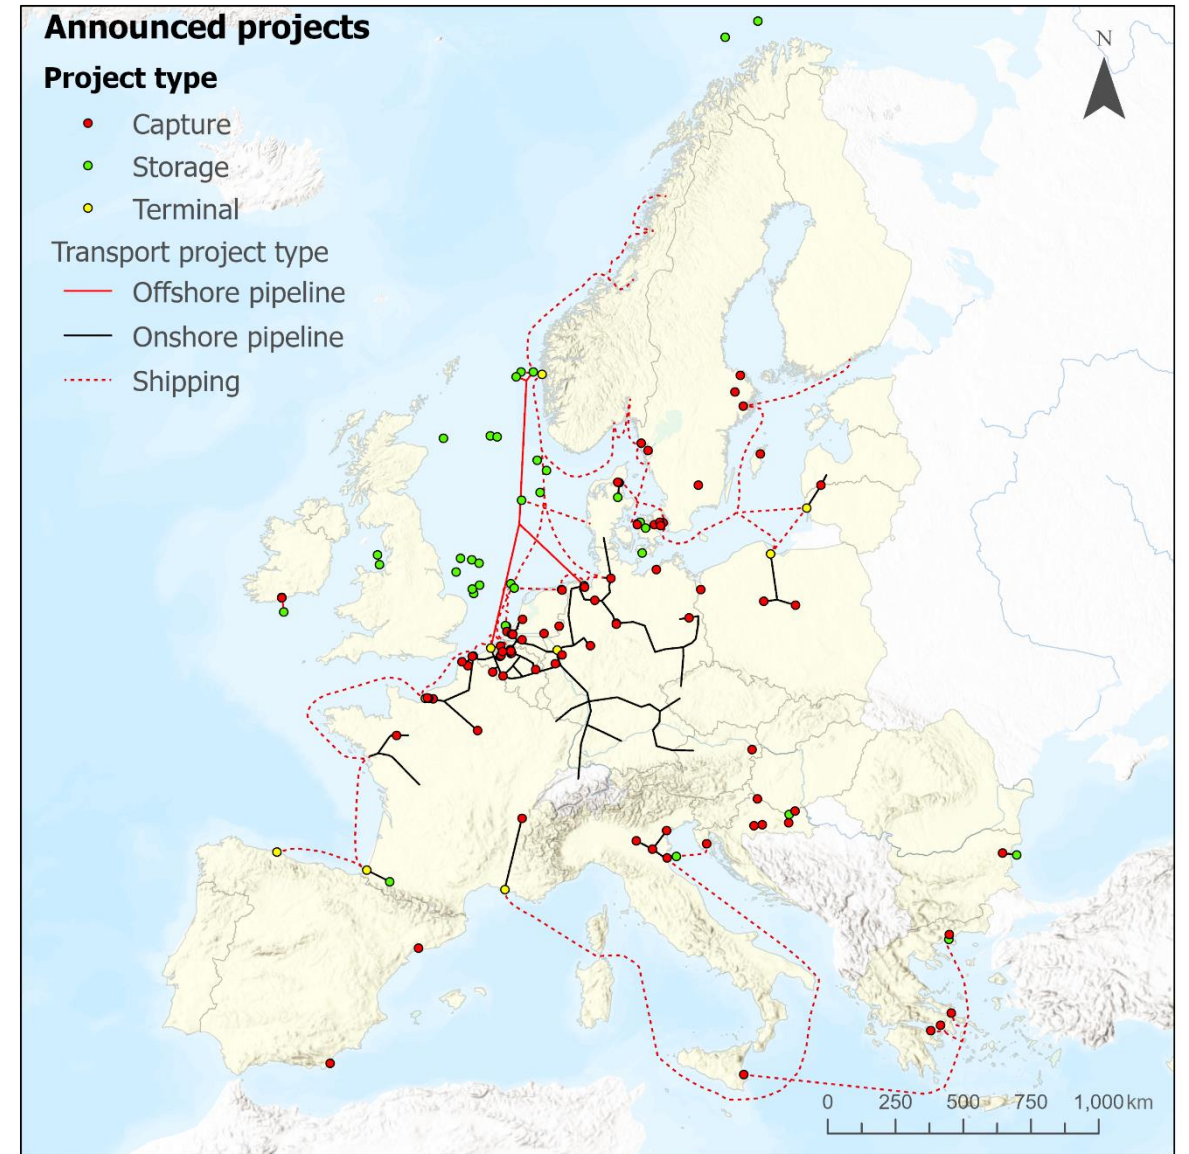 Announced projects
Project type
Capture
Storage
Terminal
Transport project type
Offshore pipeline
Onshore pipeline
Shipping
N
0 250 500 750 1,000 km